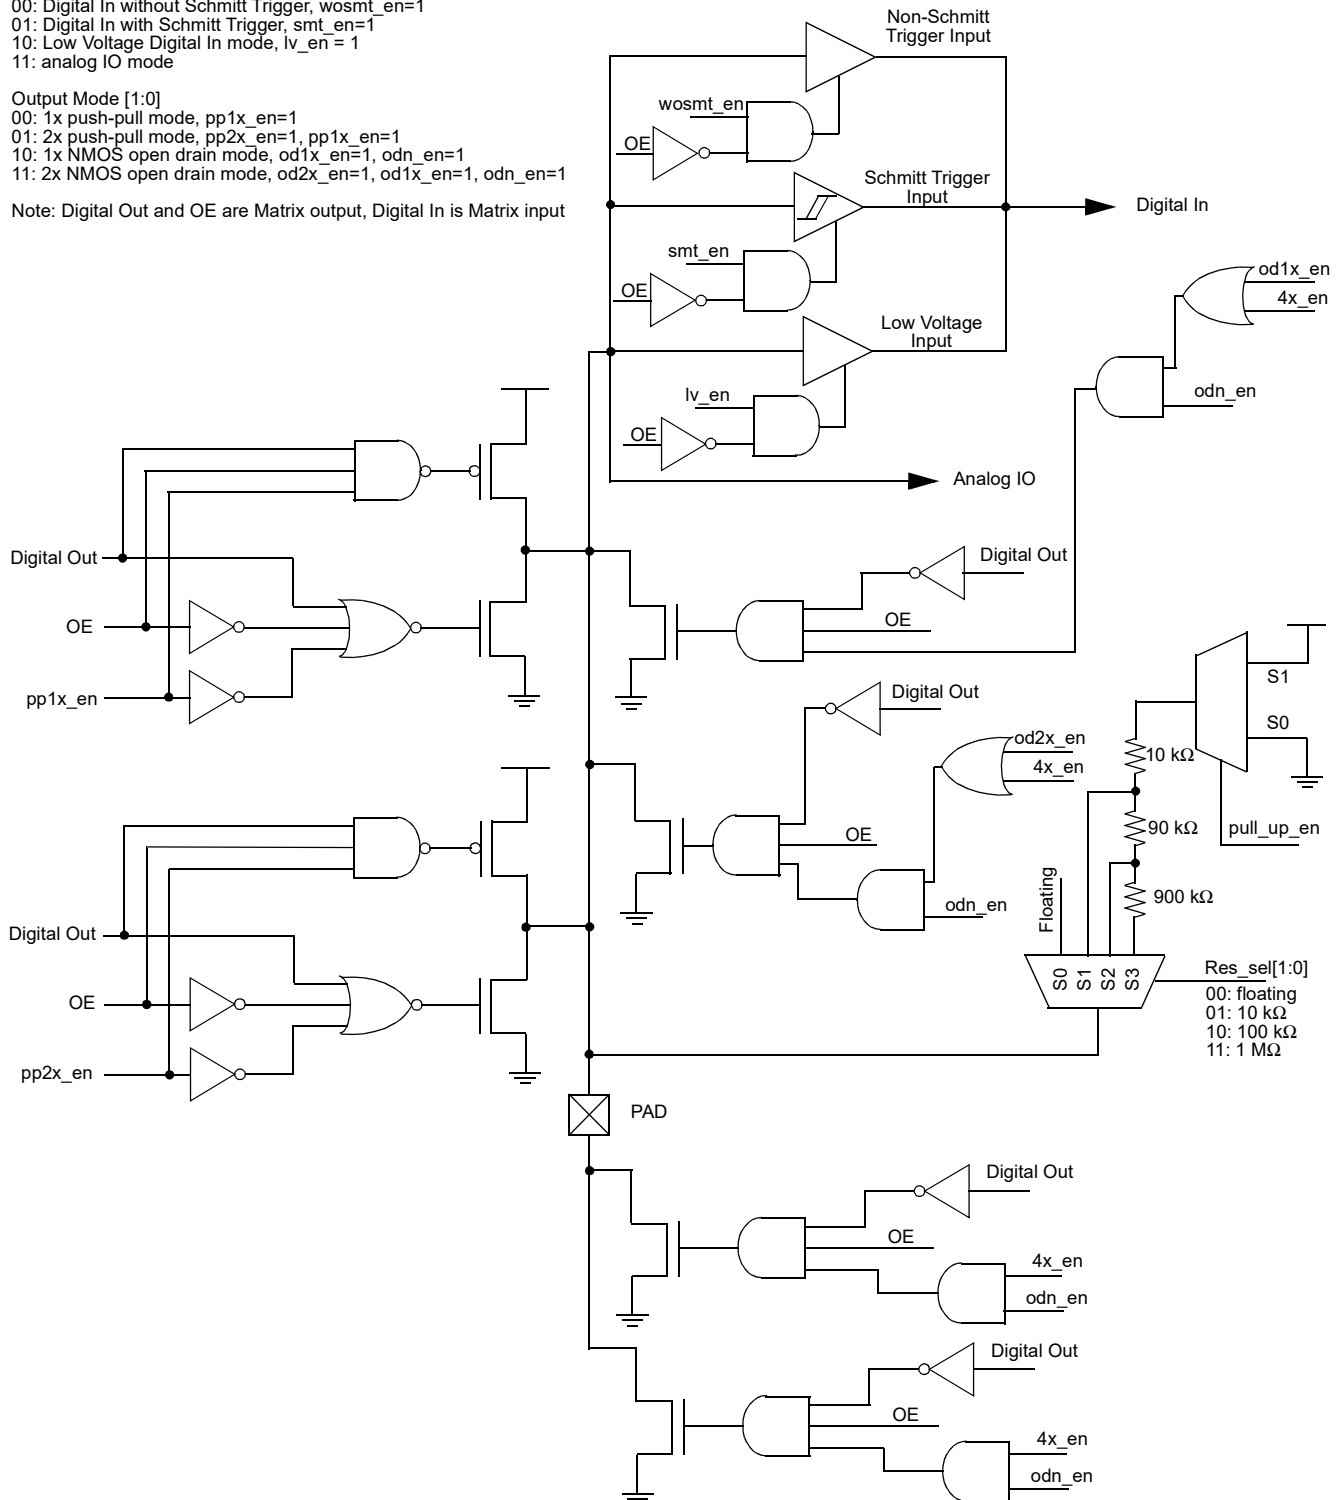 00: Digital In without Schmitt Trigger, wosmt_en=1
01: Digital In with Schmitt Trigger, smt_en=1
10: Low Voltage Digital In mode, lv_en = 1
11: analog IO mode
Output Mode [1:0]
00: 1x push-pull mode, pp1x_en=1
01: 2x push-pull mode, pp2x_en=1, pp1x_en=1
10: 1x NMOS open drain mode, od1x_en=1, odn_en=1
11: 2x NMOS open drain mode, od2x_en=1, od1x_en=1, odn_en=1
Note: Digital Out and OE are Matrix output, Digital In is Matrix input
Non-Schmitt
Trigger Input
wosmt_en
OE
Schmitt Trigger
Input
Digital In
smt_en
OE
od1x_en
4x_en
Low Voltage
Input
lv_en
OE
odn_en
Analog IO
Digital Out
OE
pp1x_en
Digital Out
OE
S1
S0
10 kΩ
90 kΩ
900 kΩ
pull_up_en
Digital Out
od2x_en
4x_en
OE
odn_en
Floating
S0
S1
S2
S3
Res_sel[1:0]
00: floating
01: 10 kΩ
10: 100 kΩ
11: 1 MΩ
Digital Out
OE
pp2x_en
PAD
Digital Out
OE
4x_en
odn_en
Digital Out
OE
4x_en
odn_en